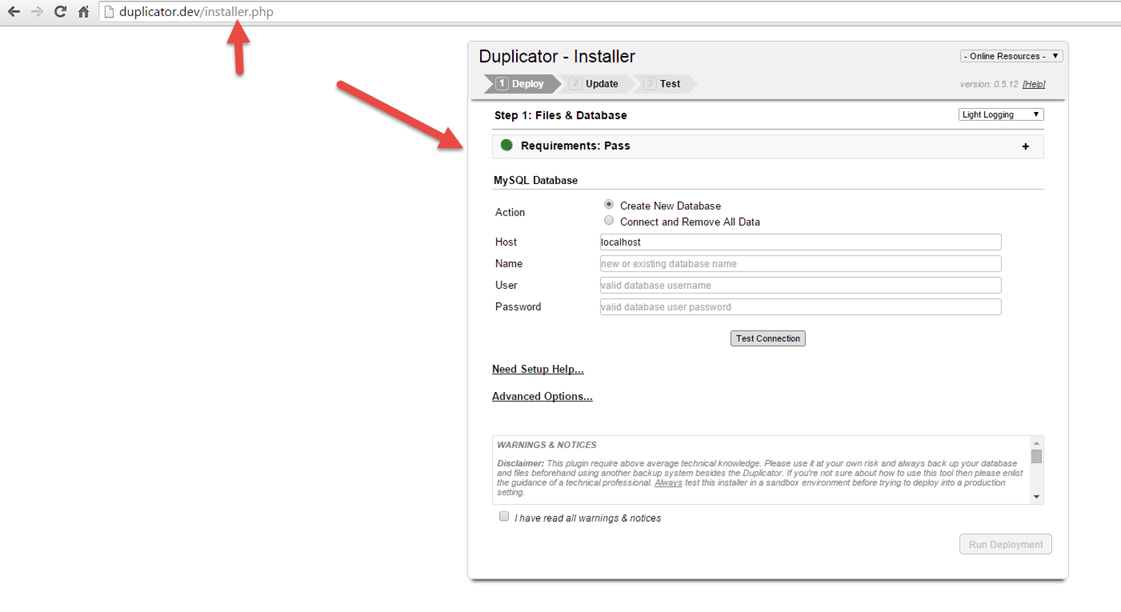 duplicator.dev/installer.php
Duplicator - Installer
- Online Resources -
1 Deploy
2 Update
3 Test
version: 0.5.12 [Help]
Step 1: Files & Database
Light Logging
Requirements: Pass
+
MySQL Database
Action
Create New Database
Connect and Remove All Data
Host
localhost
Name
new or existing database name
User
valid database username
Password
valid database user password
Test Connection
Need Setup Help...
Advanced Options...
WARNINGS & NOTICES
Disclaimer: This plugin require above average technical knowledge. Please use it at your own risk and always back up your database
and files beforehand using another backup system besides the Duplicator. If you're not sure about how to use this tool then please enlist
the guidance of a technical professional. Always test this installer in a sandbox environment before trying to deploy into a production
setting.
I have read all warnings & notices
Run Deployment